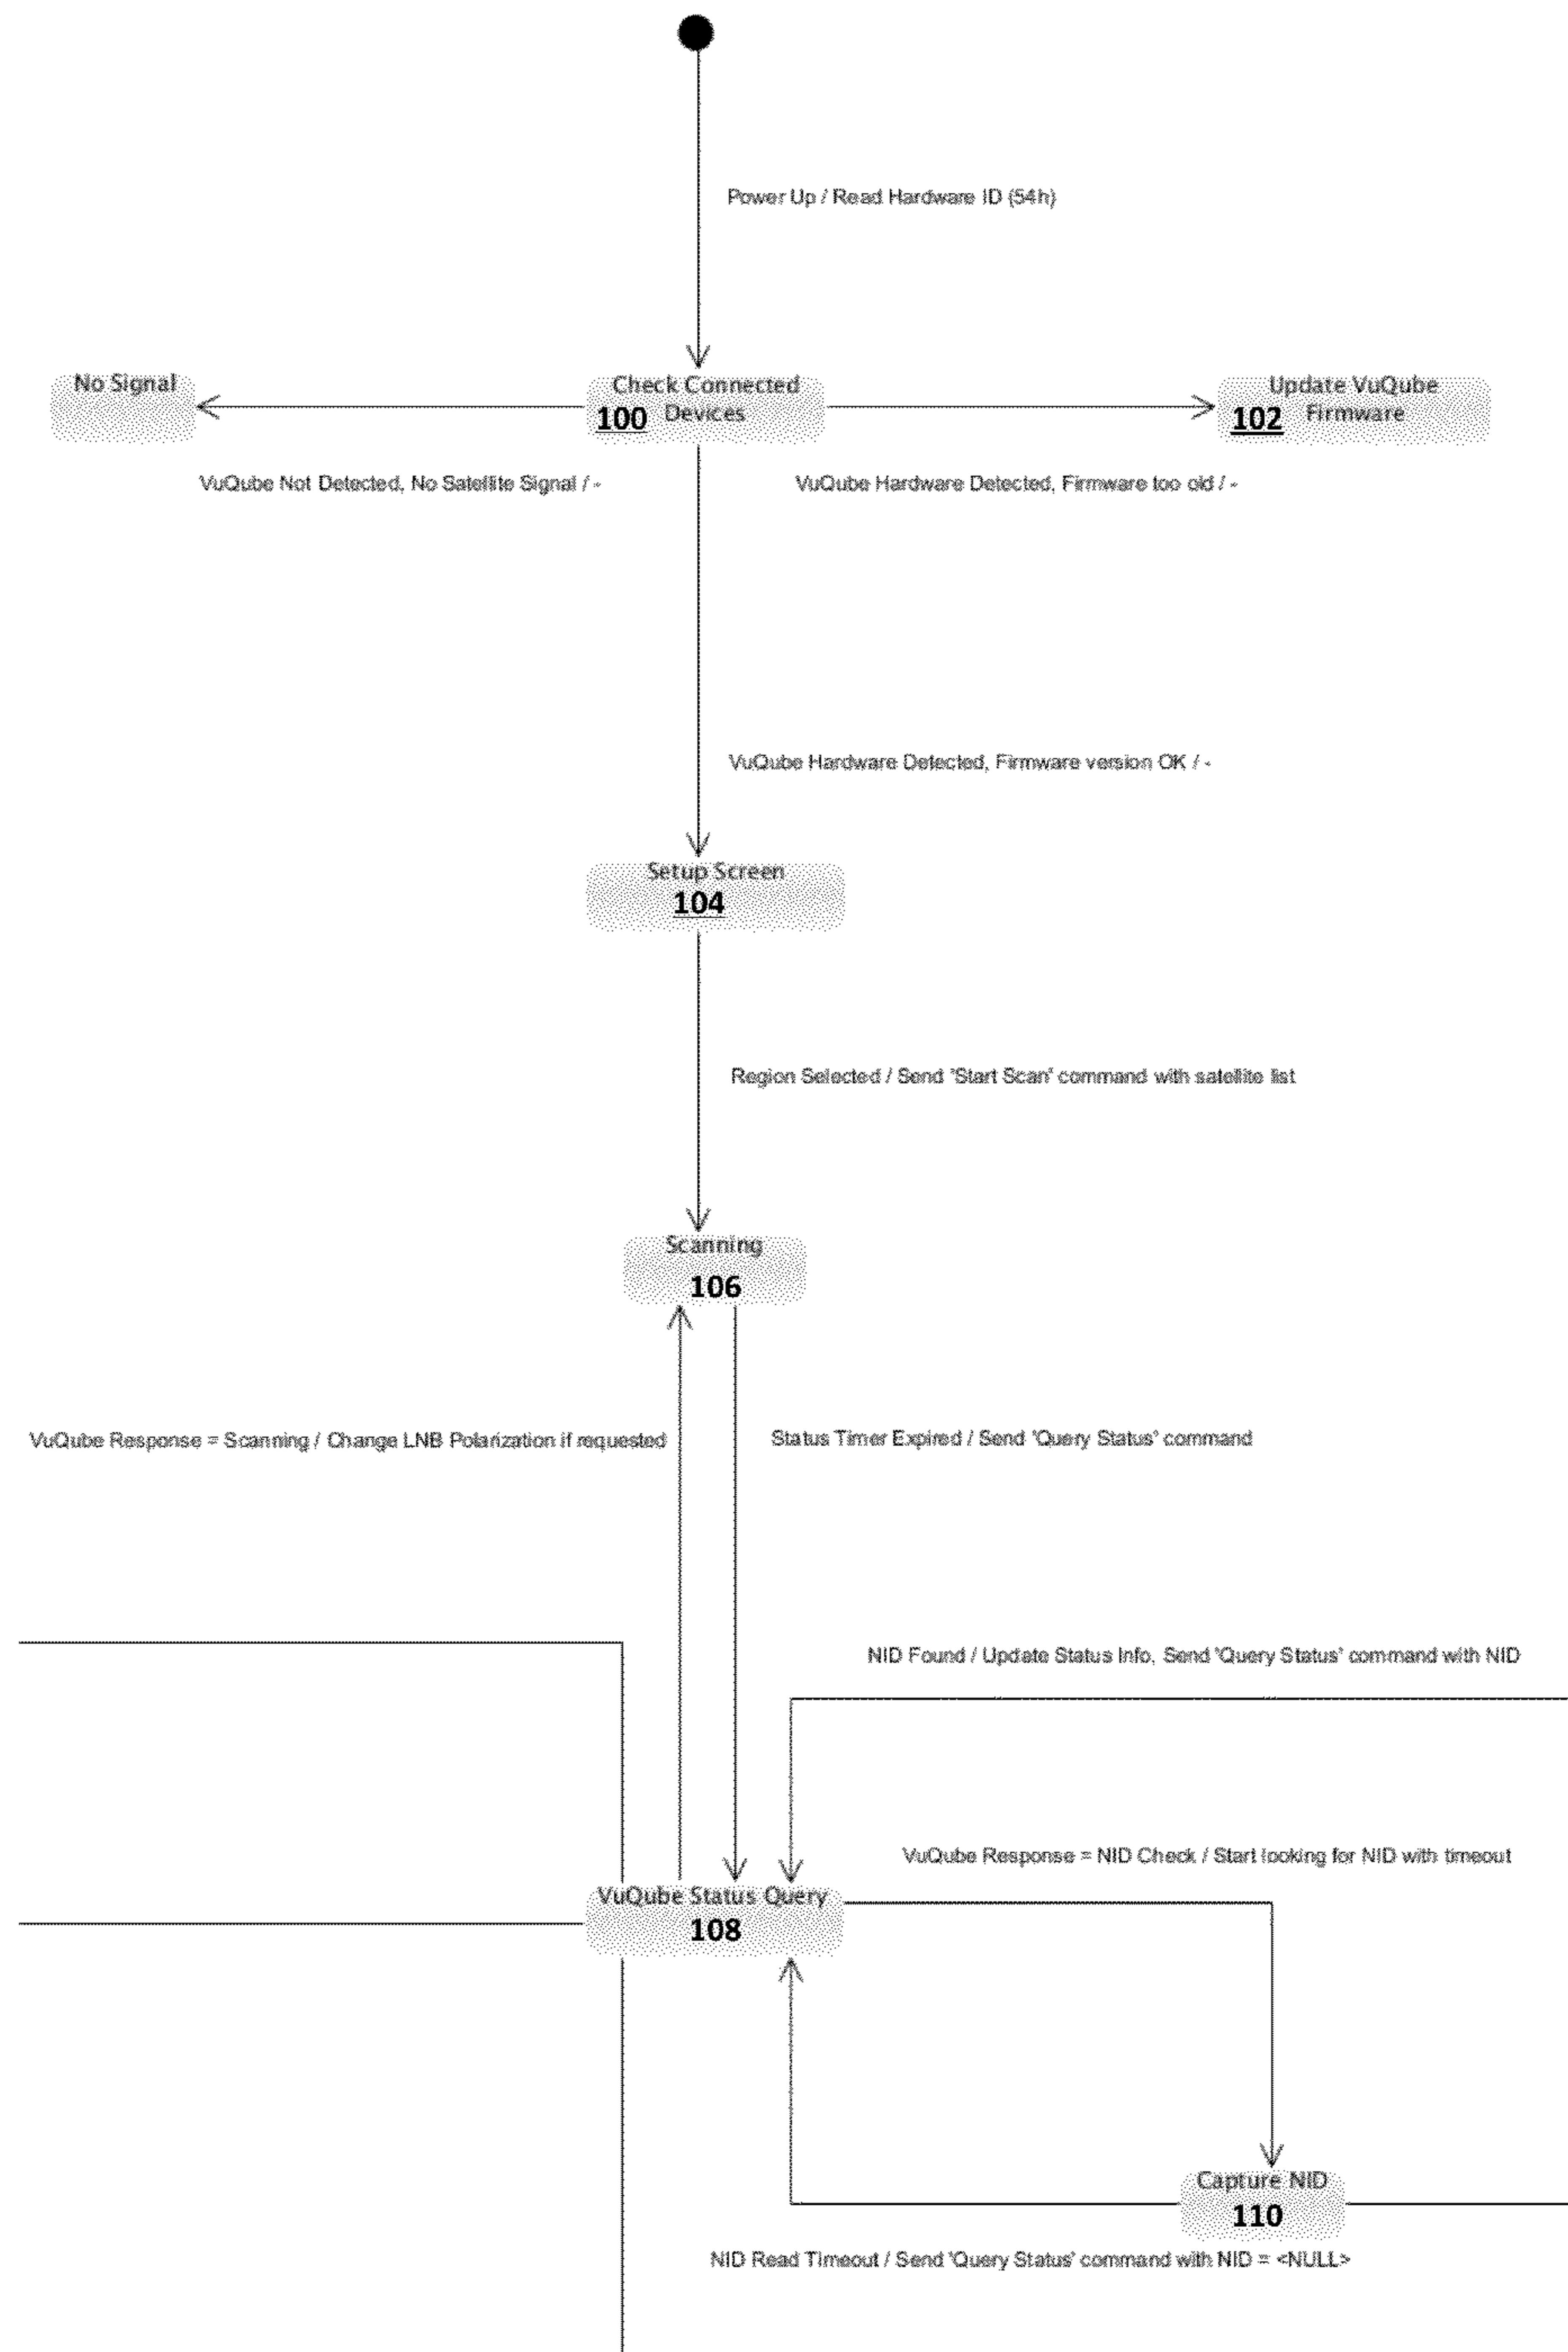 Power Up / Read Hardware ID (54h)
No Signal
Check Connected
100 Devices
Update VuQube
102 Firmware
VuQube Not Detected, No Satellite Signal / -
VuQube Hardware Detected, Firmware too old / -
VuQube Hardware Detected, Firmware version OK / -
Setup Screen
104
Region Selected / Send 'Start Scan' command with satellite list
Scanning
106
VuQube Response = Scanning / Change LNB Polarization if requested
Status Timer Expired / Send 'Query Status' command
NID Found / Update Status Info, Send 'Query Status' command with NID
VuQube Response = NID Check / Start looking for NID with timeout
VuQube Status Query
108
Capture NID
110
NID Read Timeout / Send 'Query Status' command with NID = <NULL>